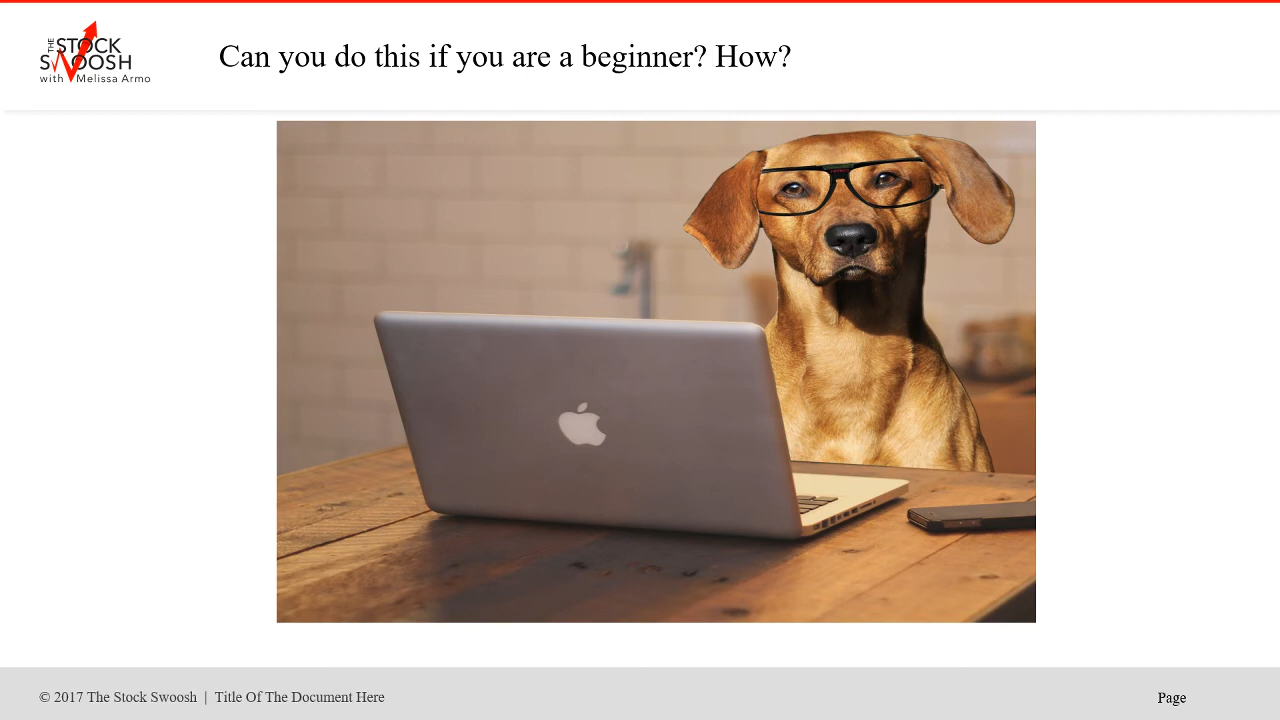 THE STOCK
SWOOSH
with Melissa Armo
Can you do this if you are a beginner? How?
© 2017 The Stock Swoosh | Title Of The Document Here
Page